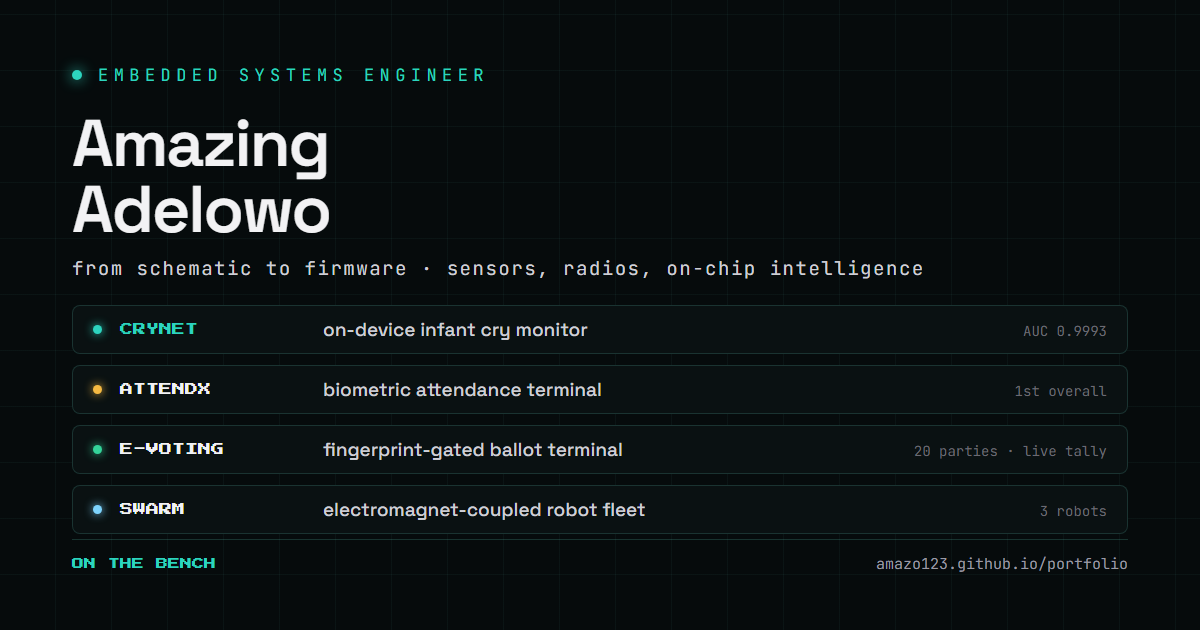 EMBEDDED SYSTEMS ENGINEER
Amazing
Adelowo
from schematic to firmware · sensors, radios, on-chip intelligence
CRYNET on-device infant cry monitor AUC 0.9993
ATTENDX biometric attendance terminal 1st overall
E-VOTING fingerprint-gated ballot terminal 20 parties · live tally
SWARM electromagnet-coupled robot fleet 3 robots
ON THE BENCH amazo123.github.io/portfolio